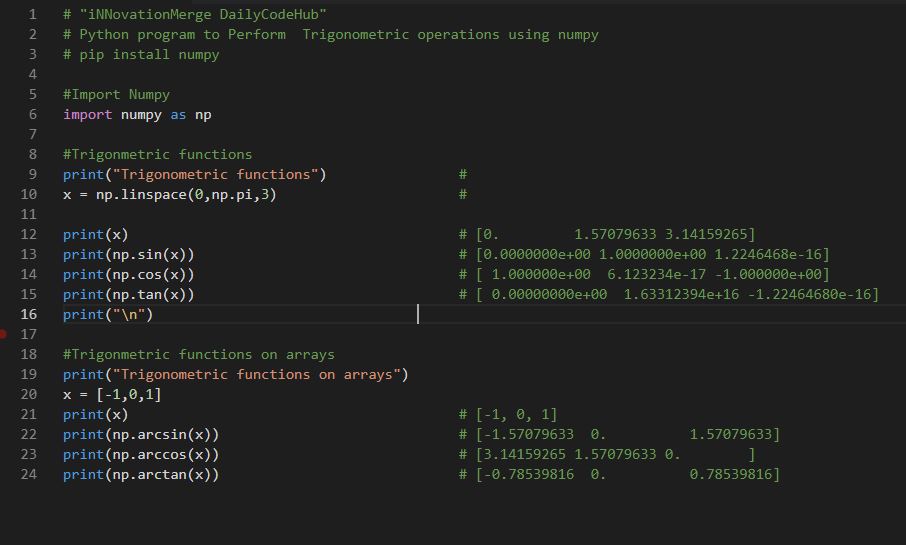 1 # "iNNovationMerge DailyCodeHub"
2 # Python program to Perform  Trigonometric operations using numpy
3 # pip install numpy
4
5 #Import Numpy
6 import numpy as np
7
8 #Trigonmetric functions
9 print("Trigonometric functions")                #
10 x = np.linspace(0,np.pi,3)                      #
11
12 print(x)                                        # [0.         1.57079633 3.14159265]
13 print(np.sin(x))                                # [0.0000000e+00 1.0000000e+00 1.2246468e-16]
14 print(np.cos(x))                                # [ 1.000000e+00  6.123234e-17 -1.000000e+00]
15 print(np.tan(x))                                # [ 0.00000000e+00  1.63312394e+16 -1.22464680e-16]
16 print("\n")
17
18 #Trigonmetric functions on arrays
19 print("Trigonometric functions on arrays")
20 x = [-1,0,1]
21 print(x)                                        # [-1, 0, 1]
22 print(np.arcsin(x))                             # [-1.57079633  0.          1.57079633]
23 print(np.arccos(x))                             # [3.14159265 1.57079633 0.        ]
24 print(np.arctan(x))                             # [-0.78539816  0.          0.78539816]